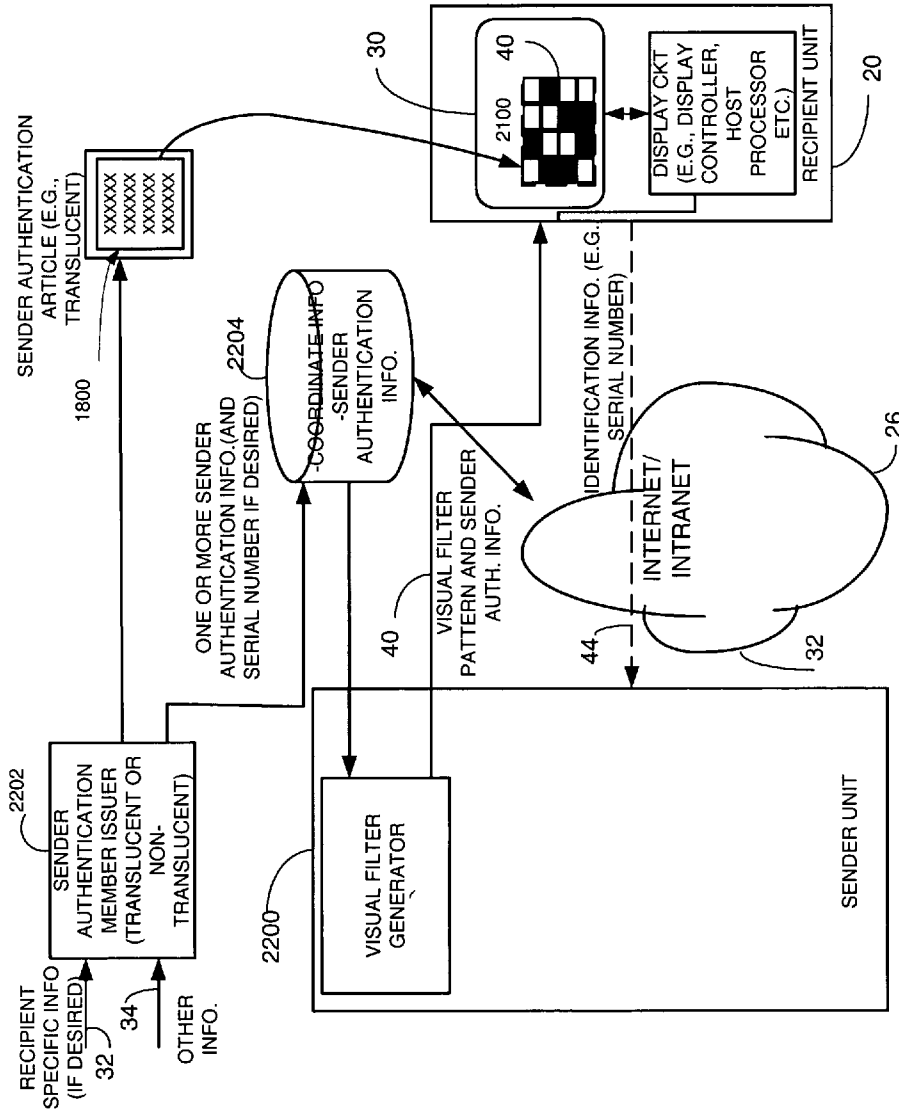 RECIPIENT
SPECIFIC INFO
(IF DESIRED)
32
34
OTHER
INFO.
2202
SENDER
AUTHENTICATION
MEMBER ISSUER
(TRANSLUCENT OR
NON-
TRANSLUCENT)
SENDER AUTHENTICATION
ARTICLE (E.G.,
TRANSLUCENT)
1800
XXXXXX
XXXXXX
XXXXXX
XXXXXX
ONE OR MORE SENDER
AUTHENTICATION INFO.(AND
SERIAL NUMBER IF DESIRED)
2204
-COORDINATE INFO
-SENDER
AUTHENTICATION
INFO.
2200
VISUAL FILTER
GENERATOR
SENDER UNIT
40
VISUAL FILTER
PATTERN AND SENDER
AUTH. INFO.
30
2100
40
DISPLAY CKT
(E.G., DISPLAY
CONTROLLER,
HOST
PROCESSOR
ETC.)
RECIPIENT UNIT
20
IDENTIFICATION INFO. (E.G.
SERIAL NUMBER)
44
INTERNET/
INTRANET
32
26